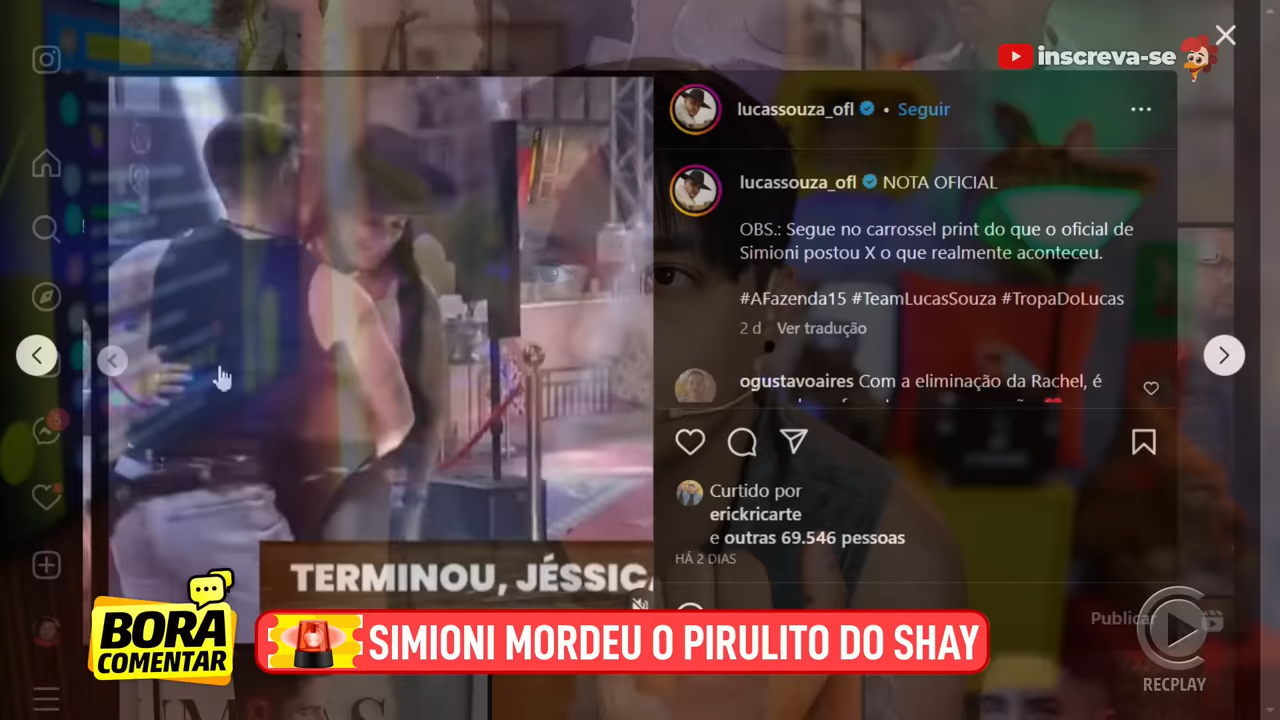 inscreva-se
lucassouza_ofl • Seguir
lucassouza_ofl NOTA OFICIAL
OBS.: Segue no carrossel print do que o oficial de
Simioni postou X o que realmente aconteceu.
#AFazenda15 #TeamLucasSouza #TropaDoLucas
2 d Ver tradução
ogustavoaires Com a eliminação da Rachel, é
5
Curtido por
erickricarte
e outras 69.546 pessoas
HÁ 2 DIAS
TERMINOU, JÉSSICA
Publicar
BORA
COMENTAR
SIMIONI MORDEU O PIRULITO DO SHAY
RECPLAY